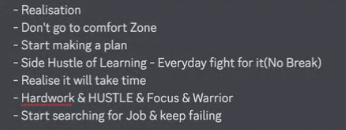 - Realisation
- Don't go to comfort Zone
- Start making a plan
- Side Hustle of Learning - Everyday fight for it(No Break)
- Realise it will take time
- Hardwork & HUSTLE & Focus & Warrior
- Start searching for Job & keep failing